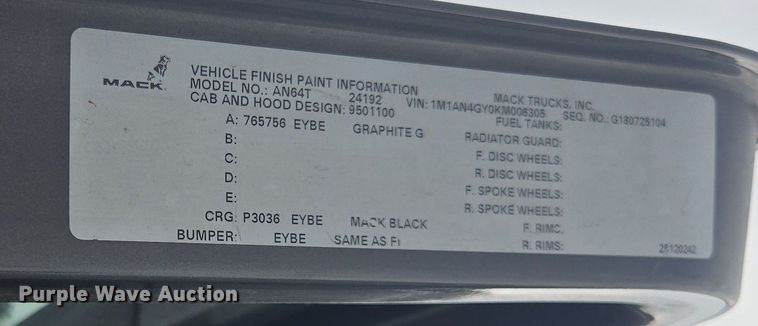 MACK
VEHICLE FINISH PAINT INFORMATION MACK TRUCKS, INC.
MODEL NO.: AN64T 24192 VIN: 1M1AN4GY0KM006305 SEQ. NO.: G180725104
CAB AND HOOD DESIGN: 9501100 FUEL TANKS:
A: 765756 EYBE GRAPHITE G RADIATOR GUARD:
B: F. DISC WHEELS:
C: R. DISC WHEELS:
D: F. SPOKE WHEELS:
E: R. SPOKE WHEELS:
CRG: P3036 EYBE MACK BLACK F. RIMC:
BUMPER: EYBE SAME AS R. RIMS: 25120242
Purple Wave Auction